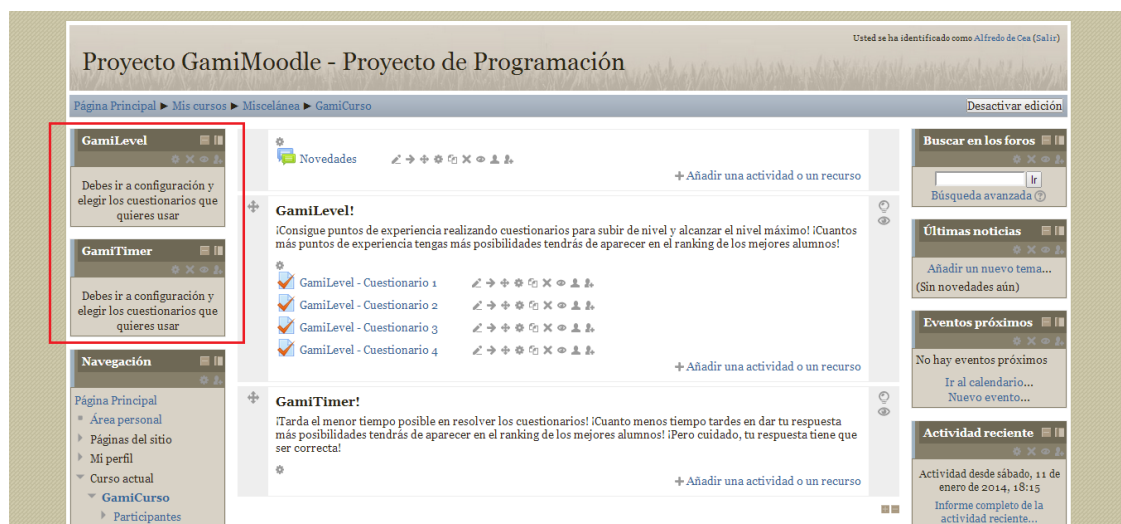 Usted se ha identificado como Alfredo de Cea (Salir)
Proyecto GamiMoodle - Proyecto de Programación
Página Principal ► Mis cursos ► Miscelánea ► GamiCurso
Desactivar edición
GamiLevel
Debes ir a configuración y
elegir los cuestionarios que
quieres usar
GamiTimer
Debes ir a configuración y
elegir los cuestionarios que
quieres usar
Navegación
Página Principal
Área personal
Páginas del sitio
Mi perfil
Curso actual
GamiCurso
Participantes
Novedades
Añadir una actividad o un recurso
GamiLevel!
¡Consigue puntos de experiencia realizando cuestionarios para subir de nivel y alcanzar el nivel máximo! ¡Cuantos
más puntos de experiencia tengas más posibilidades tendrás de aparecer en el ranking de los mejores alumnos!
GamiLevel - Cuestionario 1
GamiLevel - Cuestionario 2
GamiLevel - Cuestionario 3
GamiLevel - Cuestionario 4
Añadir una actividad o un recurso
GamiTimer!
¡Tarda el menor tiempo posible en resolver los cuestionarios! ¡Cuanto menos tiempo tardes en dar tu respuesta
más posibilidades tendrás de aparecer en el ranking de los mejores alumnos! ¡Pero cuidado, tu respuesta tiene que
ser correcta!
Añadir una actividad o un recurso
Buscar en los foros
Ir
Búsqueda avanzada
Últimas noticias
Añadir un nuevo tema...
(Sin novedades aún)
Eventos próximos
No hay eventos próximos
Ir al calendario...
Nuevo evento...
Actividad reciente
Actividad desde sábado, 11 de
enero de 2014, 18:15
Informe completo de la
actividad reciente...